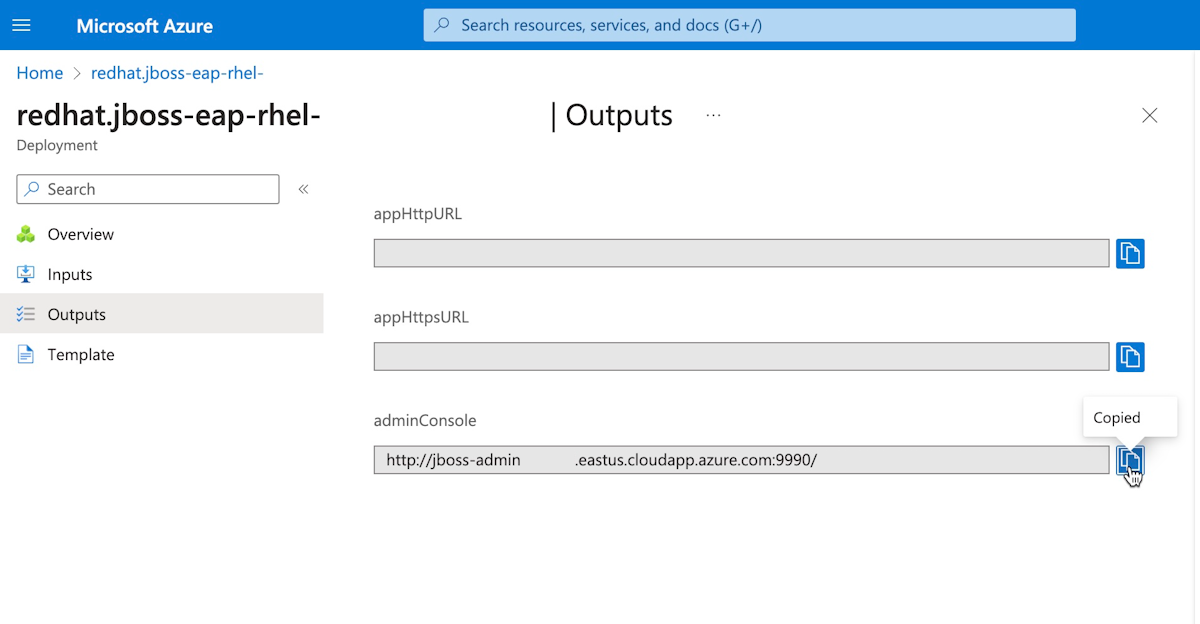 Microsoft Azure
Search resources, services, and docs (G+/)
Home > redhat.jboss-eap-rhel-
redhat.jboss-eap-rhel- | Outputs ...
Deployment
Search «
Overview
Inputs
Outputs
Template
appHttpURL
appHttpsURL
adminConsole
Copied
http://jboss-admin .eastus.cloudapp.azure.com:9990/